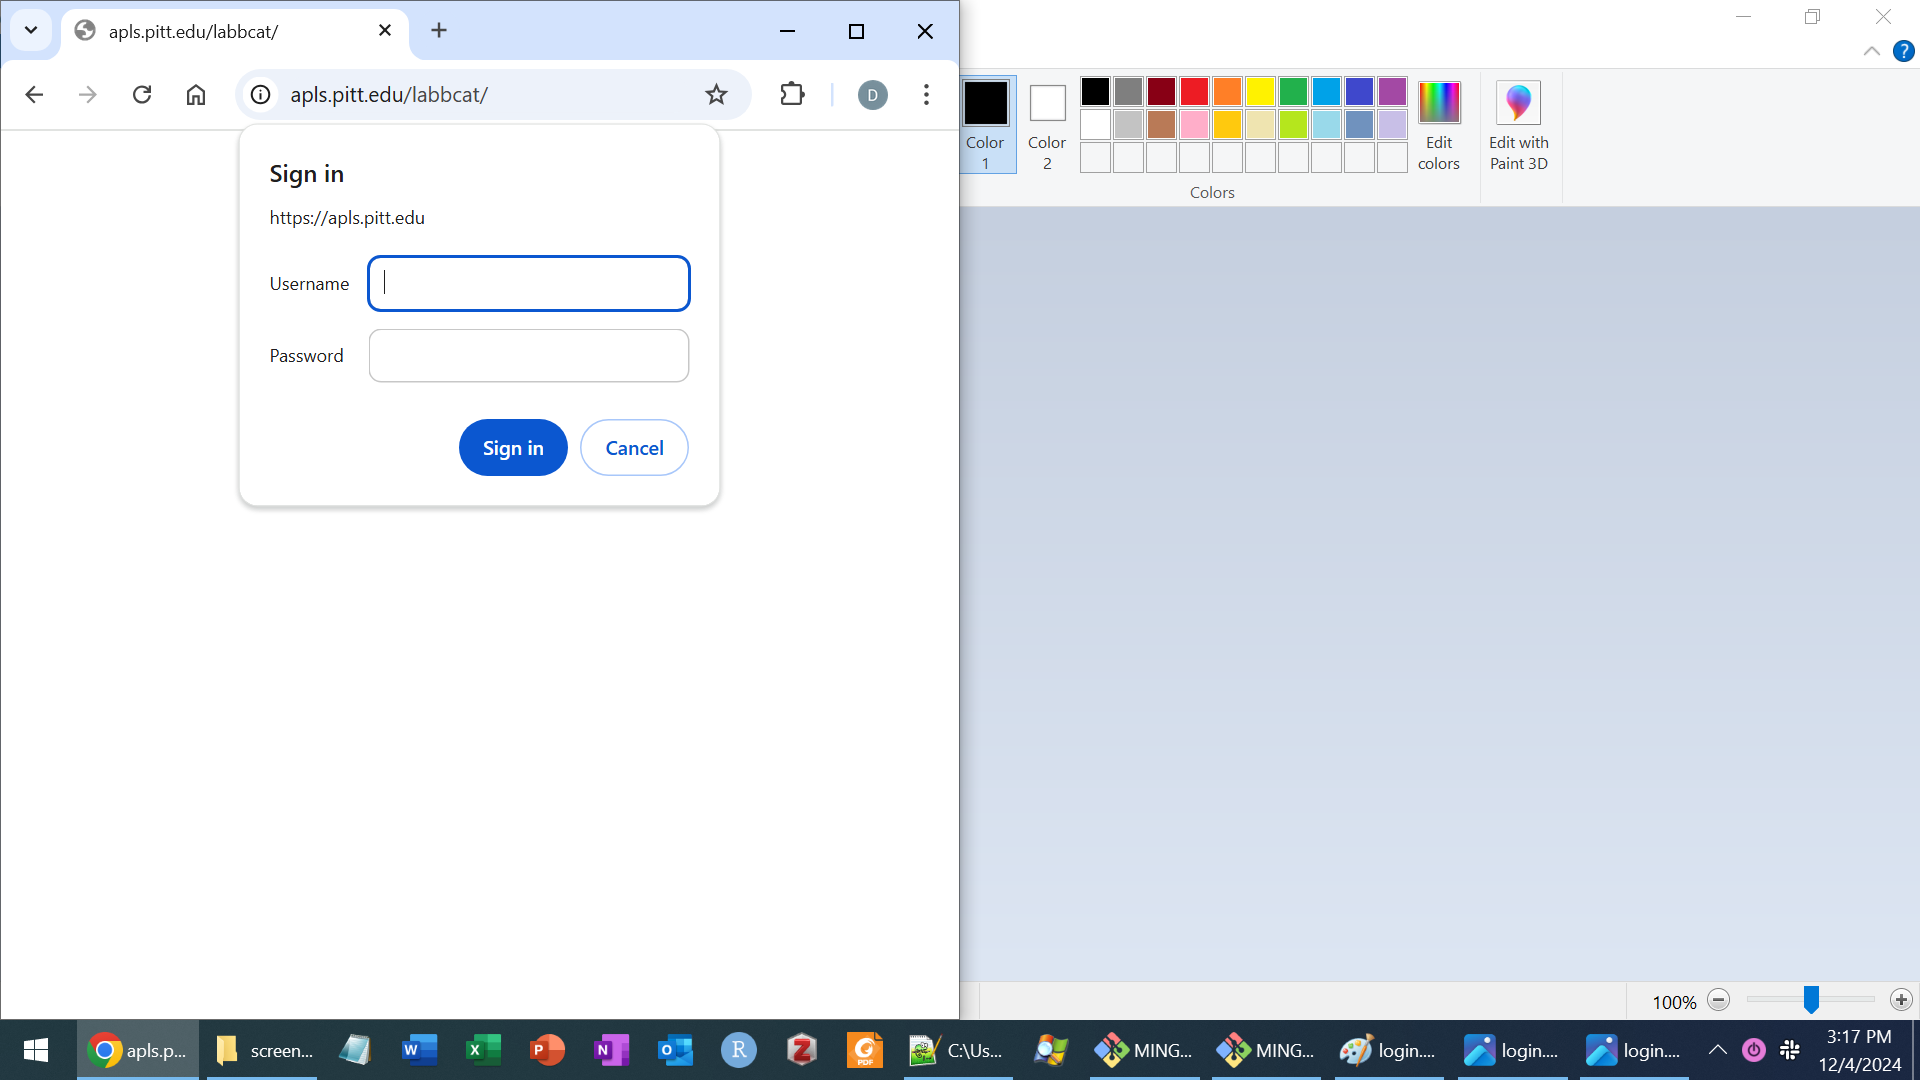 apls.pitt.edu/labbcat/
apls.pitt.edu/labbcat/
D
Sign in
https://apls.pitt.edu
Username
Password
Sign in
Cancel
?
Color 1
Color 2
Edit colors
Edit with Paint 3D
Colors
100%
apls.p...
screen...
W
X
P
N
O
R
Z
PDF
C:\Us...
MING...
MING...
login....
login....
login....
3:17 PM
12/4/2024